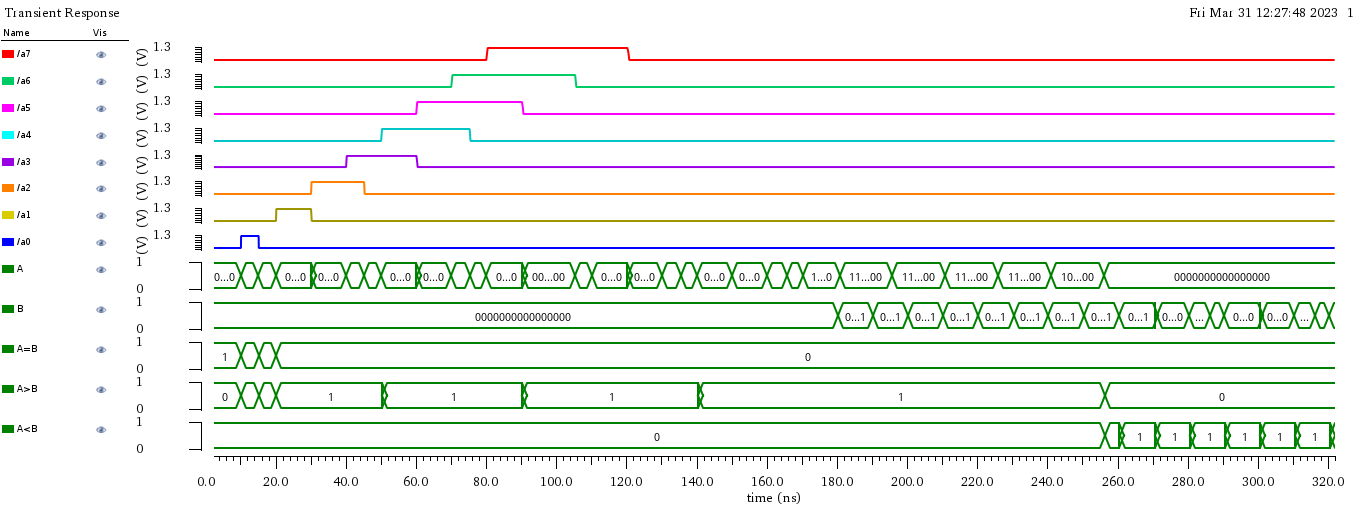 Transient Response Fri Mar 31 12:27:48 2023 1
Name Vis
/a7 (V) 1.3
/a6 (V) 1.3
/a5 (V) 1.3
/a4 (V) 1.3
/a3 (V) 1.3
/a2 (V) 1.3
/a1 (V) 1.3
/a0 (V) 1.3
1
A 0...0 0...0 0...0 0...0 0...0 0...0 00...00 0...0 0...0 0...0 0...0 1...0 11...00 11...00 11...00 11...00 10...00 0000000000000000
0
1
B 0000000000000000 0...1 0...1 0...1 0...1 0...1 0...1 0...1 0...1 0...1 0...0 ... 0...0 0...0 ...
0
1
A=B 1 0
0
1
A>B 0 1 1 1 1 0
0
1
A<B 0 1 1 1 1 1 1
0
0.0 20.0 40.0 60.0 80.0 100.0 120.0 140.0 160.0 180.0 200.0 220.0 240.0 260.0 280.0 300.0 320.0
time (ns)